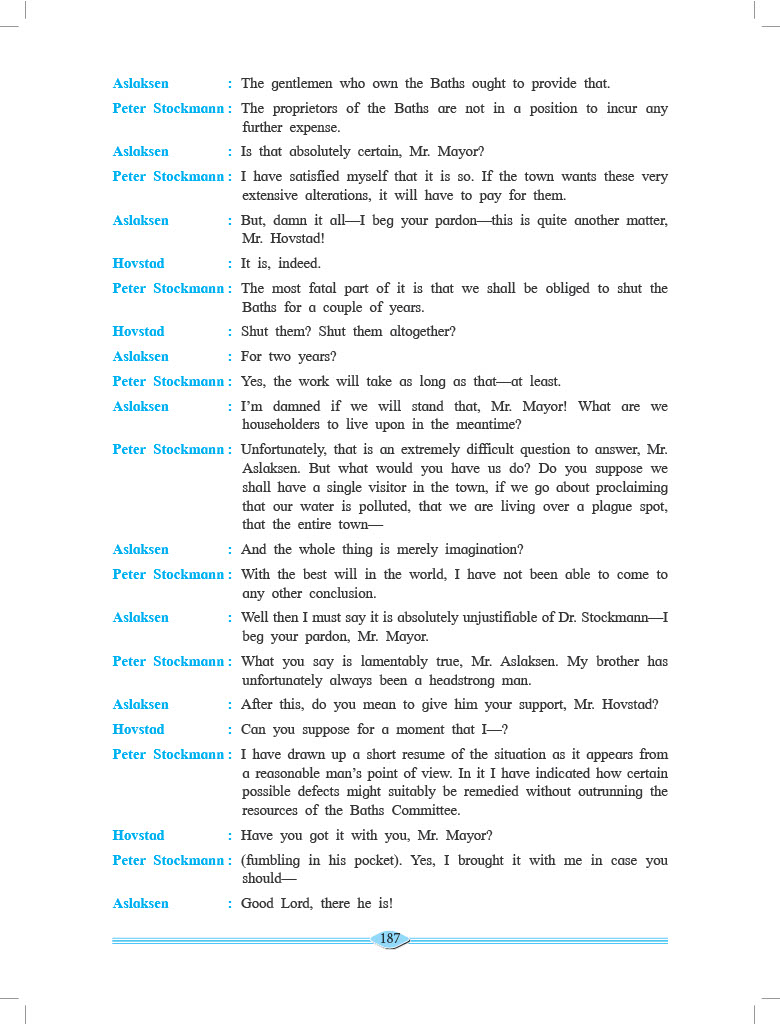 Aslaksen : The gentlemen who own the Baths ought to provide that.
Peter Stockmann : The proprietors of the Baths are not in a position to incur any
further expense.
Aslaksen : Is that absolutely certain, Mr. Mayor?
Peter Stockmann : I have satisfied myself that it is so. If the town wants these very
extensive alterations, it will have to pay for them.
Aslaksen : But, damn it all—I beg your pardon—this is quite another matter,
Mr. Hovstad!
Hovstad : It is, indeed.
Peter Stockmann : The most fatal part of it is that we shall be obliged to shut the
Baths for a couple of years.
Hovstad : Shut them? Shut them altogether?
Aslaksen : For two years?
Peter Stockmann : Yes, the work will take as long as that—at least.
Aslaksen : I'm damned if we will stand that, Mr. Mayor! What are we
householders to live upon in the meantime?
Peter Stockmann : Unfortunately, that is an extremely difficult question to answer, Mr.
Aslaksen. But what would you have us do? Do you suppose we
shall have a single visitor in the town, if we go about proclaiming
that our water is polluted, that we are living over a plague spot,
that the entire town—
Aslaksen : And the whole thing is merely imagination?
Peter Stockmann : With the best will in the world, I have not been able to come to
any other conclusion.
Aslaksen : Well then I must say it is absolutely unjustifiable of Dr. Stockmann—I
beg your pardon, Mr. Mayor.
Peter Stockmann : What you say is lamentably true, Mr. Aslaksen. My brother has
unfortunately always been a headstrong man.
Aslaksen : After this, do you mean to give him your support, Mr. Hovstad?
Hovstad : Can you suppose for a moment that I—?
Peter Stockmann : I have drawn up a short resume of the situation as it appears from
a reasonable man's point of view. In it I have indicated how certain
possible defects might suitably be remedied without outrunning the
resources of the Baths Committee.
Hovstad : Have you got it with you, Mr. Mayor?
Peter Stockmann : (fumbling in his pocket). Yes, I brought it with me in case you
should—
Aslaksen : Good Lord, there he is!
187